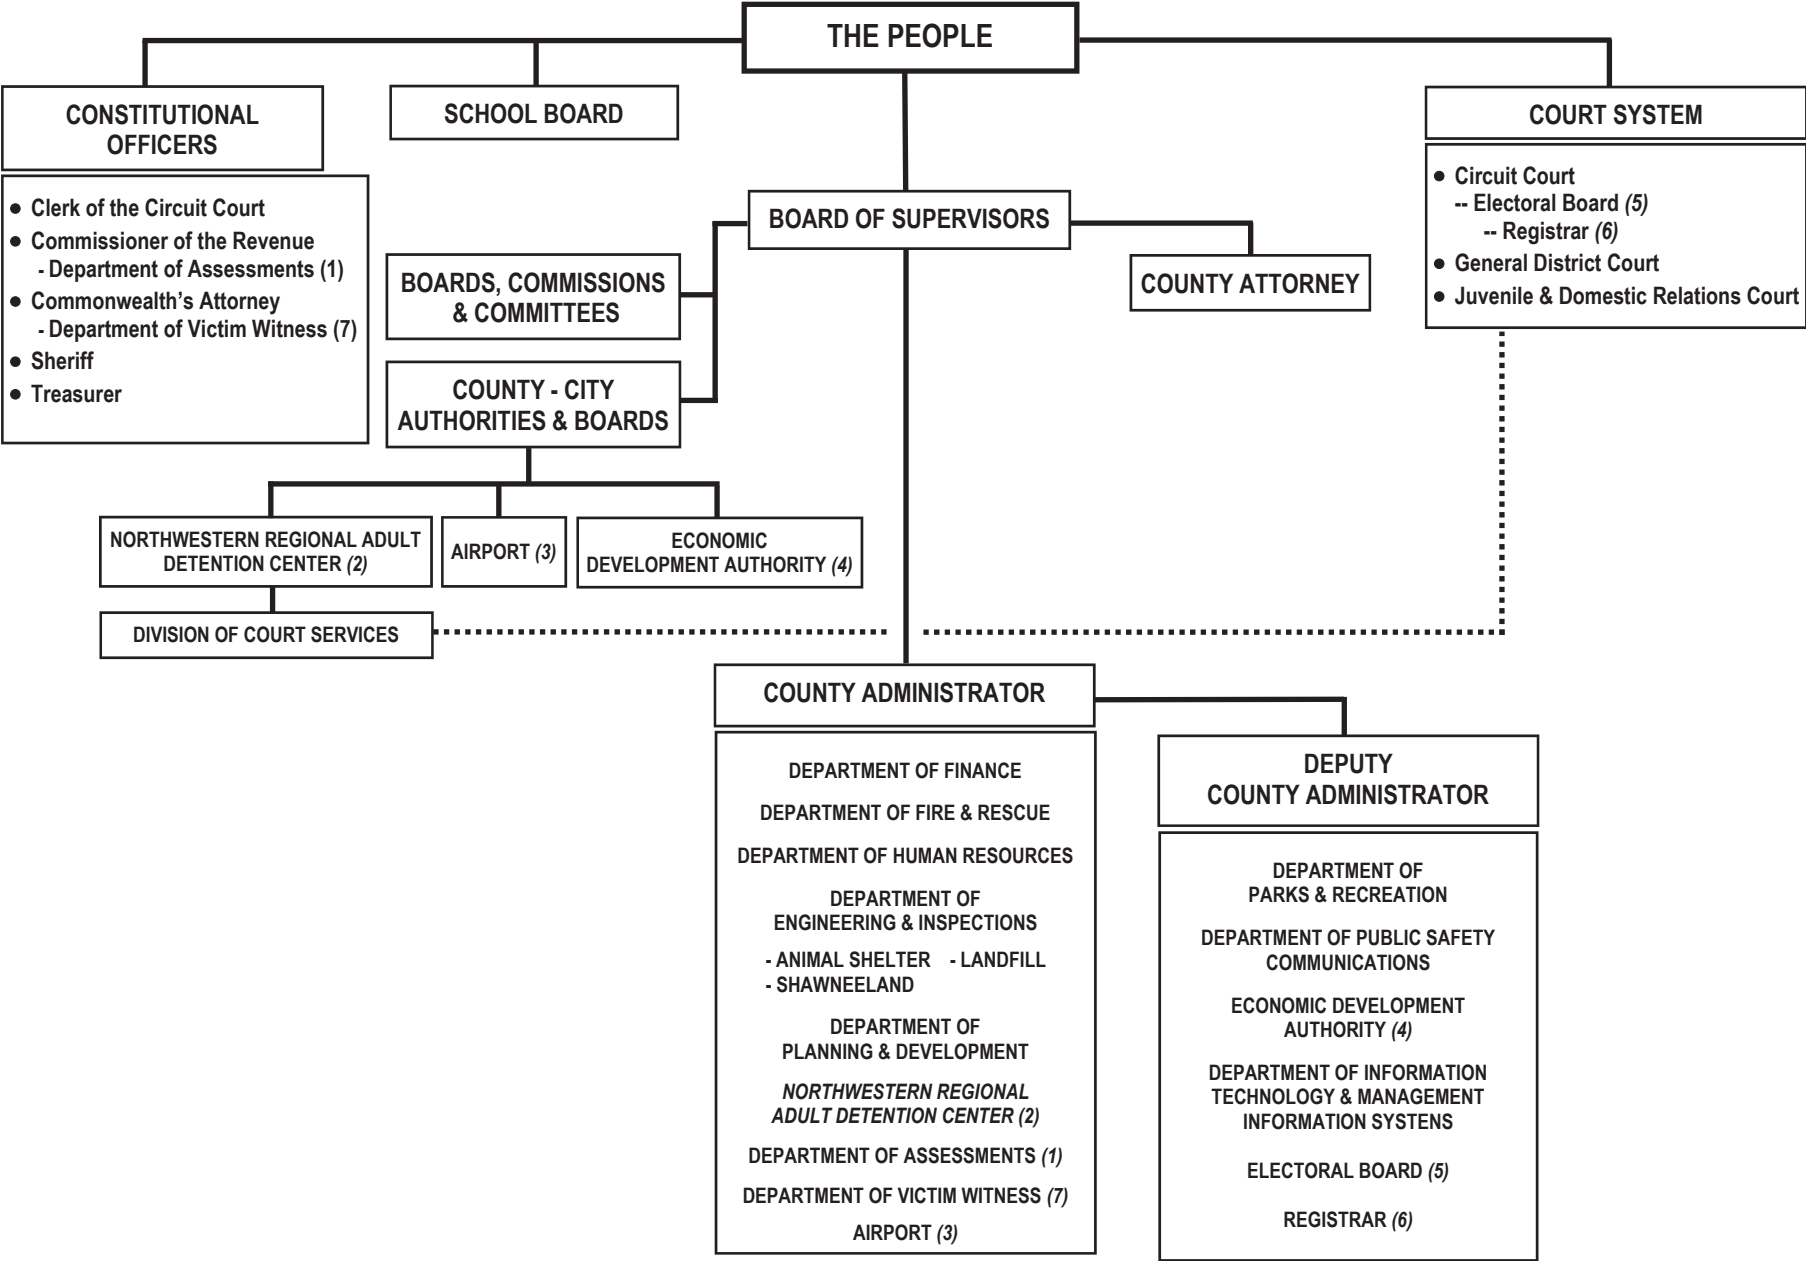 THE PEOPLE
CONSTITUTIONAL
OFFICERS
● Clerk of the Circuit Court
● Commissioner of the Revenue
- Department of Assessments (1)
● Commonwealth’s Attorney
- Department of Victim Witness (7)
● Sheriff
● Treasurer
SCHOOL BOARD
COURT SYSTEM
● Circuit Court
-- Electoral Board (5)
-- Registrar (6)
● General District Court
● Juvenile & Domestic Relations Court
BOARD OF SUPERVISORS
BOARDS, COMMISSIONS
& COMMITTEES
COUNTY ATTORNEY
COUNTY - CITY
AUTHORITIES & BOARDS
NORTHWESTERN REGIONAL ADULT
DETENTION CENTER (2)
AIRPORT (3)
ECONOMIC
DEVELOPMENT AUTHORITY (4)
DIVISION OF COURT SERVICES
COUNTY ADMINISTRATOR
DEPARTMENT OF FINANCE
DEPARTMENT OF FIRE & RESCUE
DEPARTMENT OF HUMAN RESOURCES
DEPARTMENT OF
ENGINEERING & INSPECTIONS
- ANIMAL SHELTER - LANDFILL
- SHAWNEELAND
DEPARTMENT OF
PLANNING & DEVELOPMENT
NORTHWESTERN REGIONAL
ADULT DETENTION CENTER (2)
DEPARTMENT OF ASSESSMENTS (1)
DEPARTMENT OF VICTIM WITNESS (7)
AIRPORT (3)
DEPUTY
COUNTY ADMINISTRATOR
DEPARTMENT OF
PARKS & RECREATION
DEPARTMENT OF PUBLIC SAFETY
COMMUNICATIONS
ECONOMIC DEVELOPMENT
AUTHORITY (4)
DEPARTMENT OF INFORMATION
TECHNOLOGY & MANAGEMENT
INFORMATION SYSTENS
ELECTORAL BOARD (5)
REGISTRAR (6)